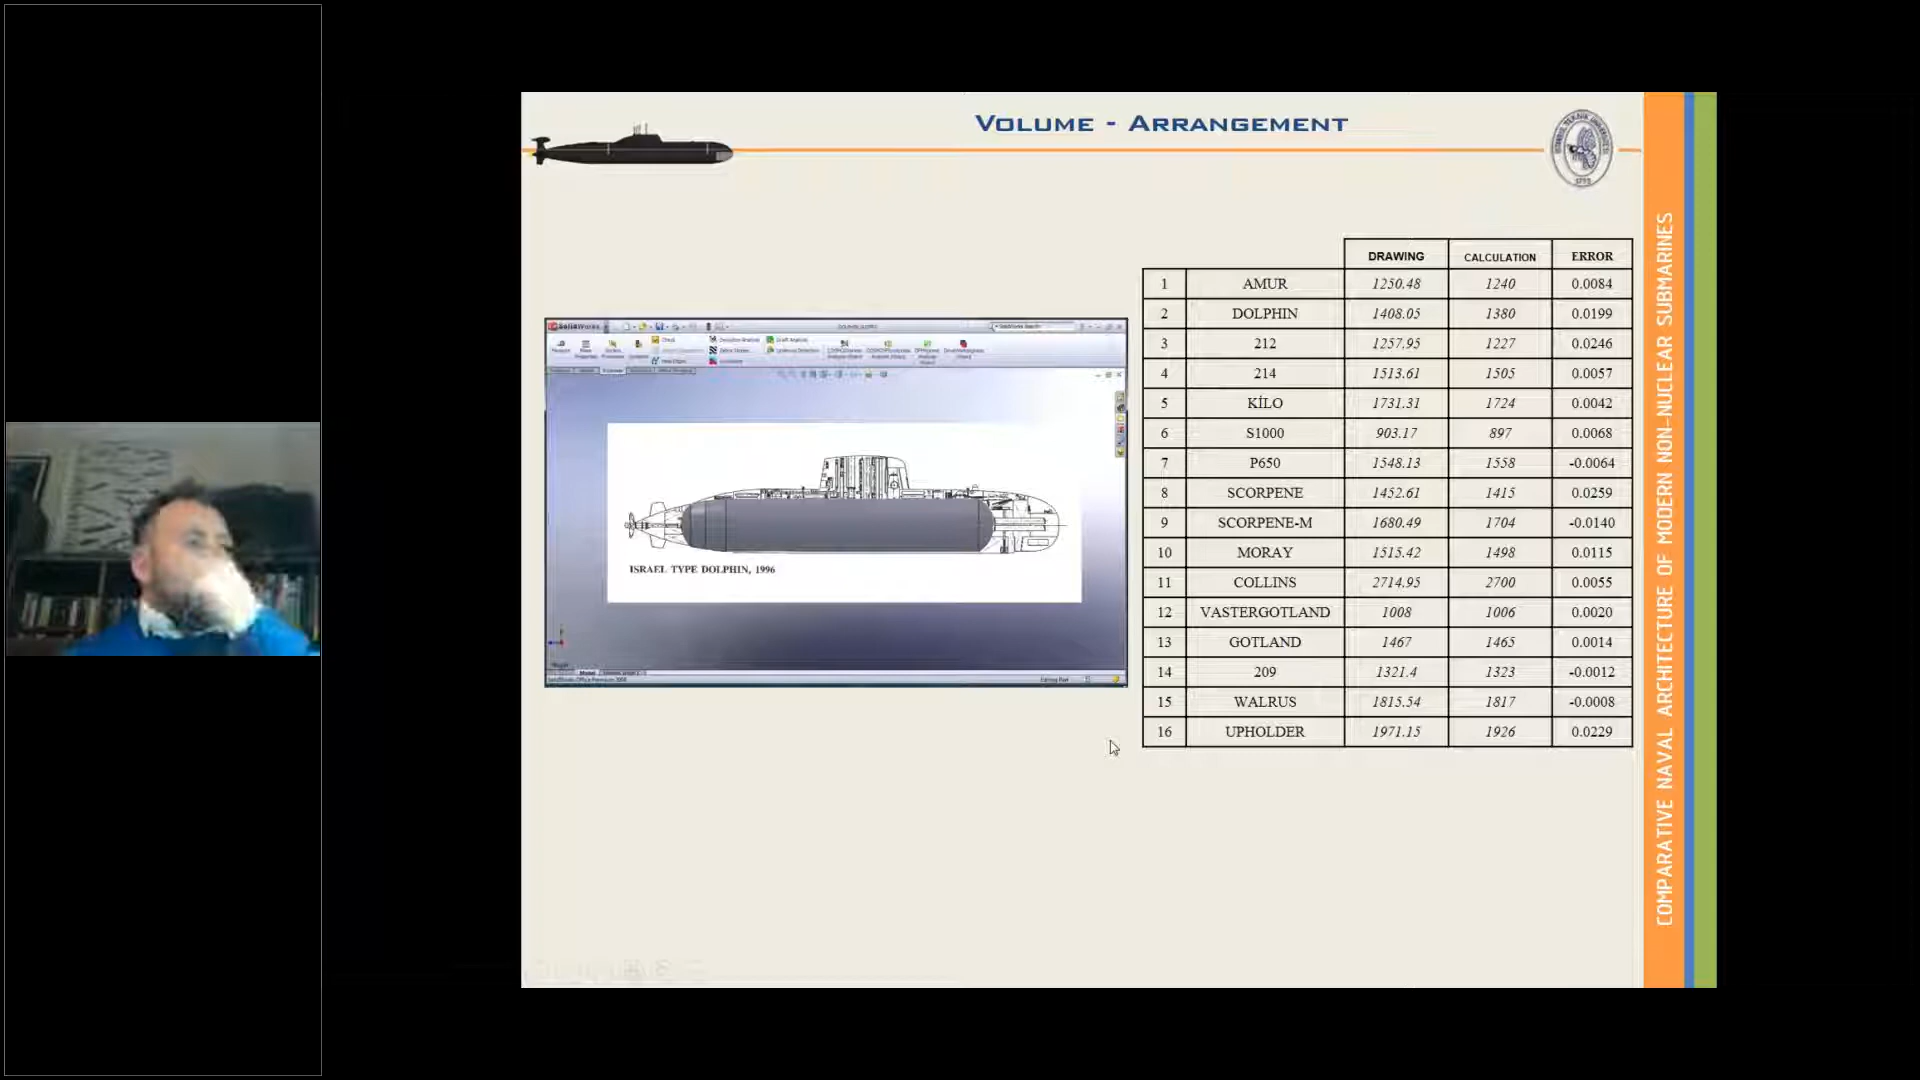 VOLUME - ARRANGEMENT
SolidWorks
ISRAEL TYPE DOLPHIN, 1996
DRAWING CALCULATION ERROR
1 AMUR 1250.48 1240 0.0084
2 DOLPHIN 1408.05 1380 0.0199
3 212 1257.95 1227 0.0246
4 214 1513.61 1505 0.0057
5 KİLO 1731.31 1724 0.0042
6 S1000 903.17 897 0.0068
7 P650 1548.13 1558 -0.0064
8 SCORPENE 1452.61 1415 0.0259
9 SCORPENE-M 1680.49 1704 -0.0140
10 MORAY 1515.42 1498 0.0115
11 COLLINS 2714.95 2700 0.0055
12 VASTERGOTLAND 1008 1006 0.0020
13 GOTLAND 1467 1465 0.0014
14 209 1321.4 1323 -0.0012
15 WALRUS 1815.54 1817 -0.0008
16 UPHOLDER 1971.15 1926 0.0229
COMPARATIVE NAVAL ARCHITECTURE OF MODERN NON-NUCLEAR SUBMARINES